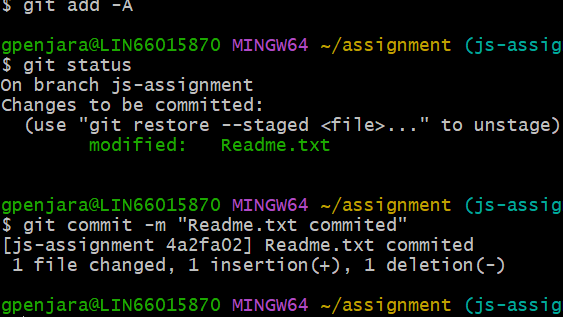 $ git add -A
gpenjara@LIN66015870 MINGW64 ~/assignment (js-assig
$ git status
On branch js-assignment
Changes to be committed:
(use "git restore --staged <file>..." to unstage)
modified: Readme.txt
gpenjara@LIN66015870 MINGW64 ~/assignment (js-assig
$ git commit -m "Readme.txt commited"
[js-assignment 4a2fa02] Readme.txt commited
1 file changed, 1 insertion(+), 1 deletion(-)
gpenjara@LIN66015870 MINGW64 ~/assignment (js-assig